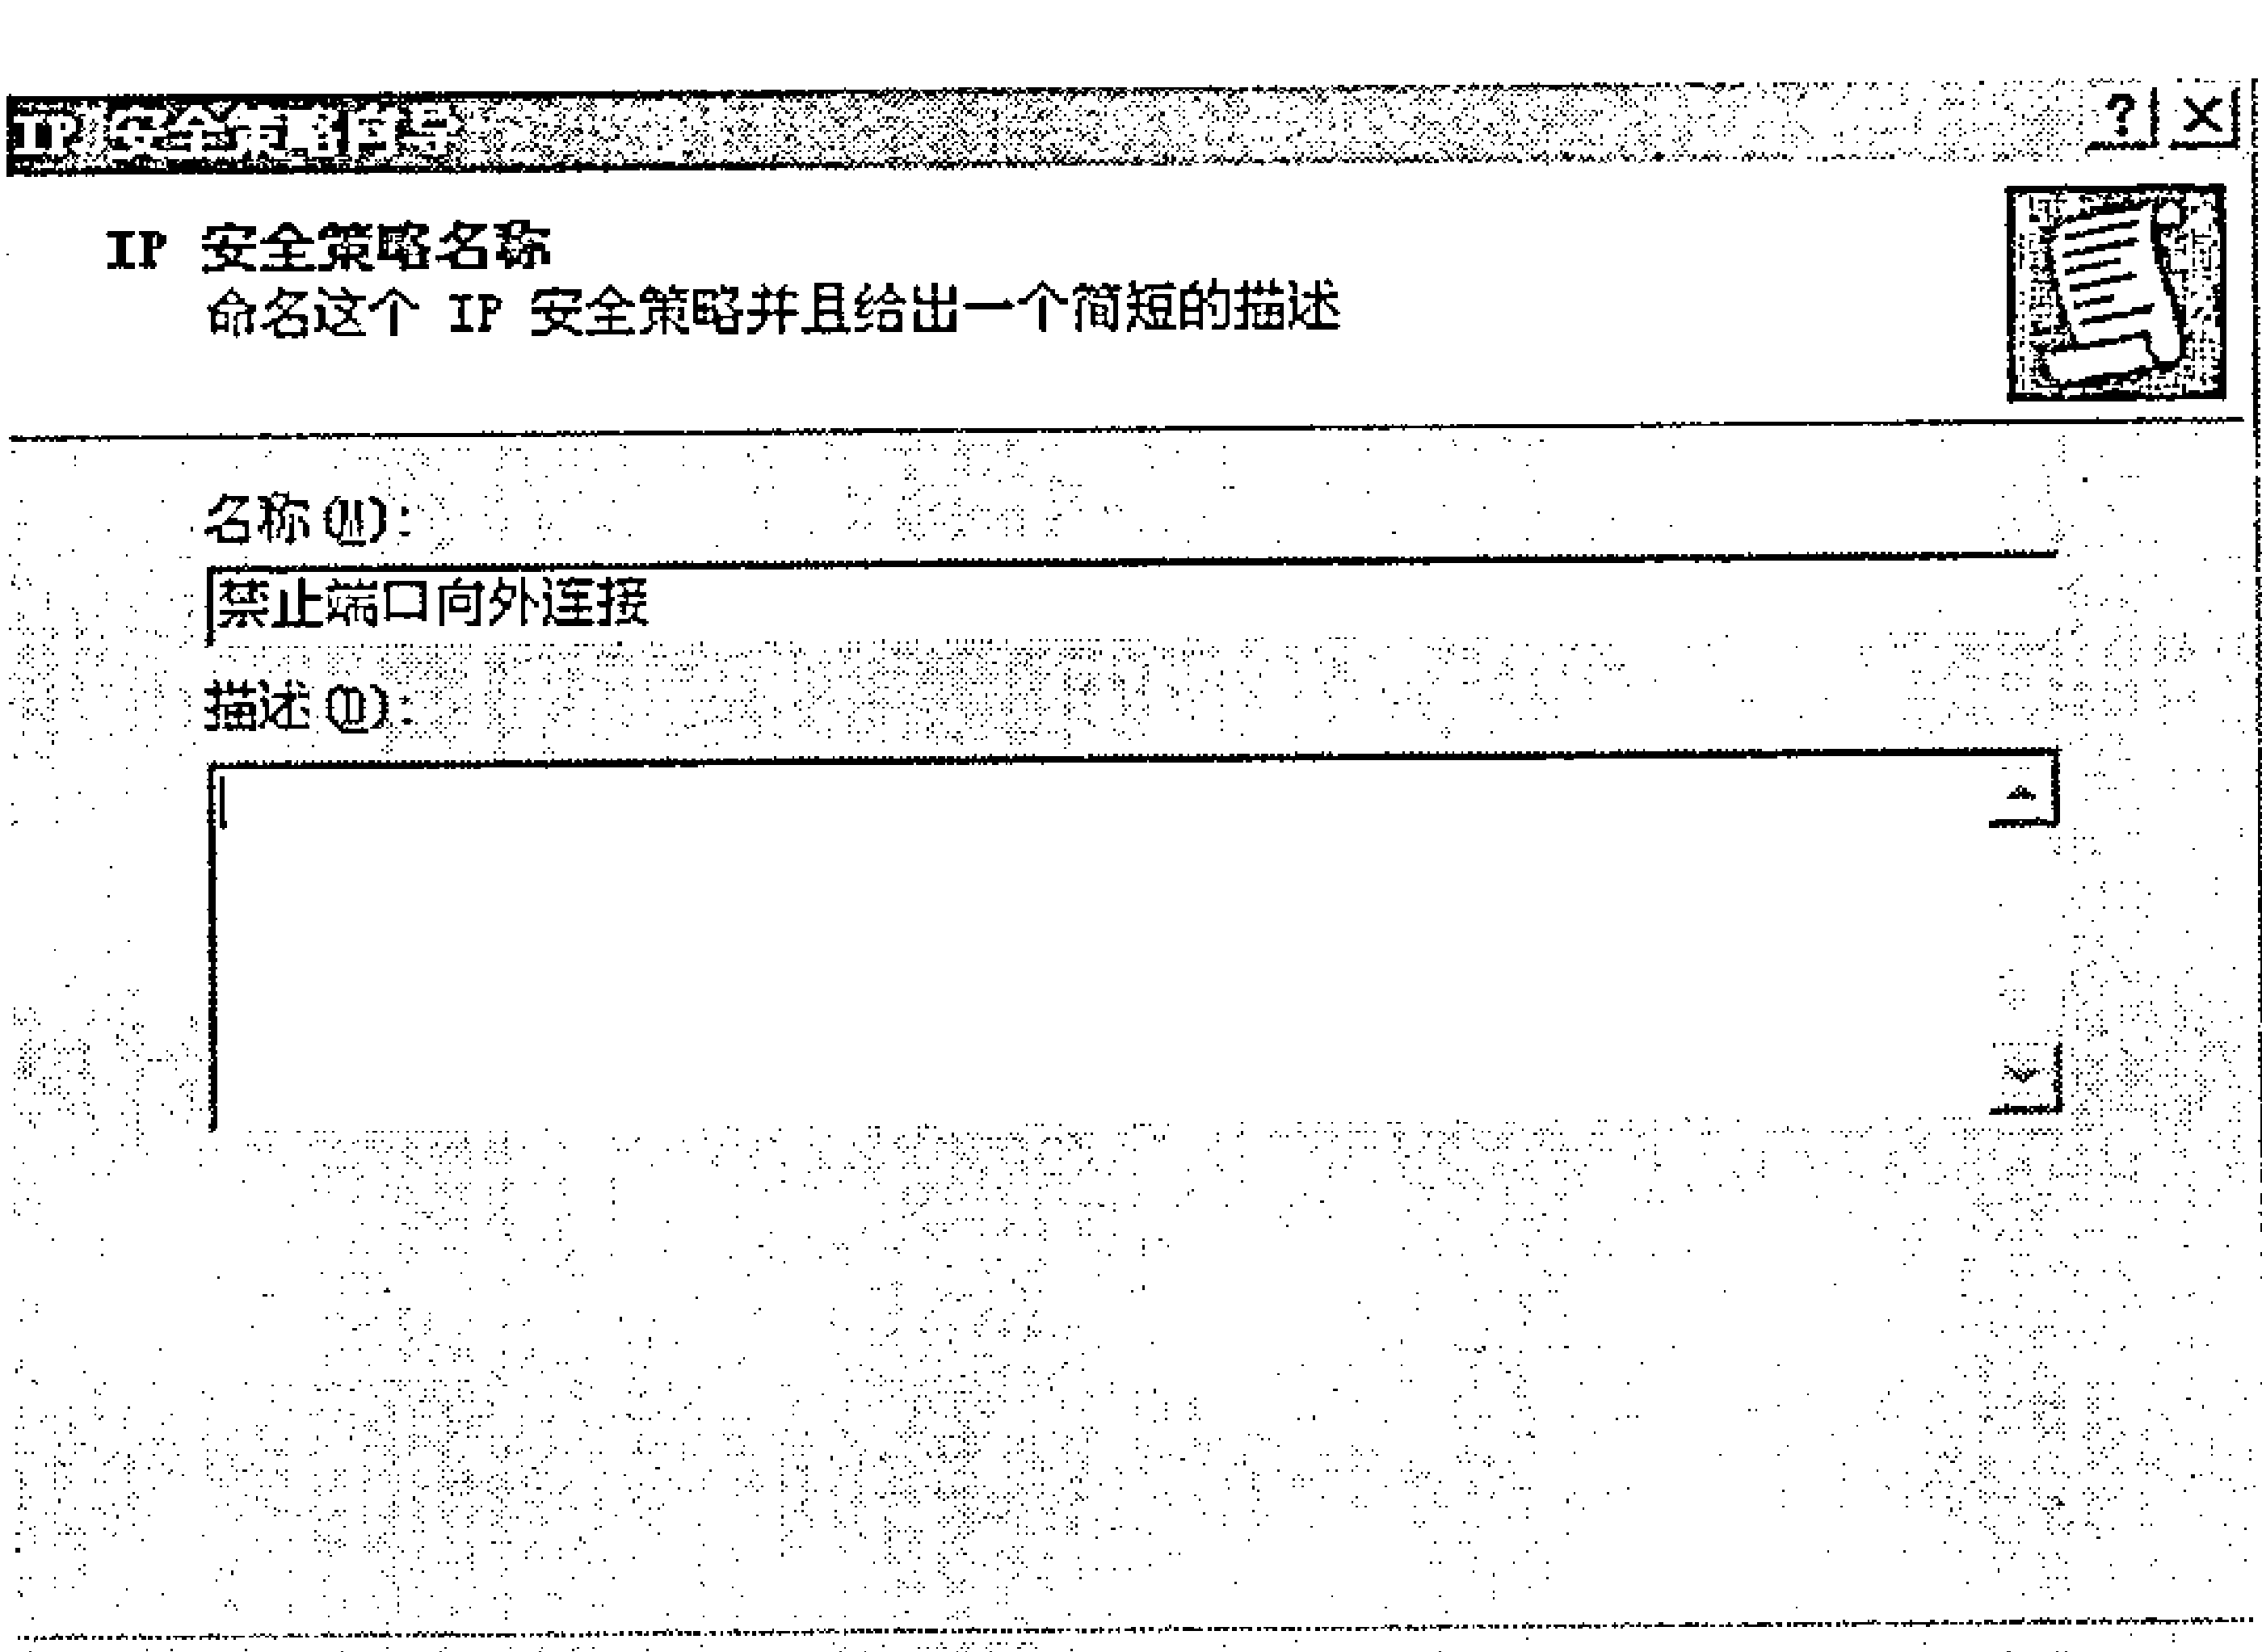 IP 安全策略向导
IP 安全策略名称
命名这个 IP 安全策略并且给出一个简短的描述
名称(M):
禁止端口向外连接
描述(D):